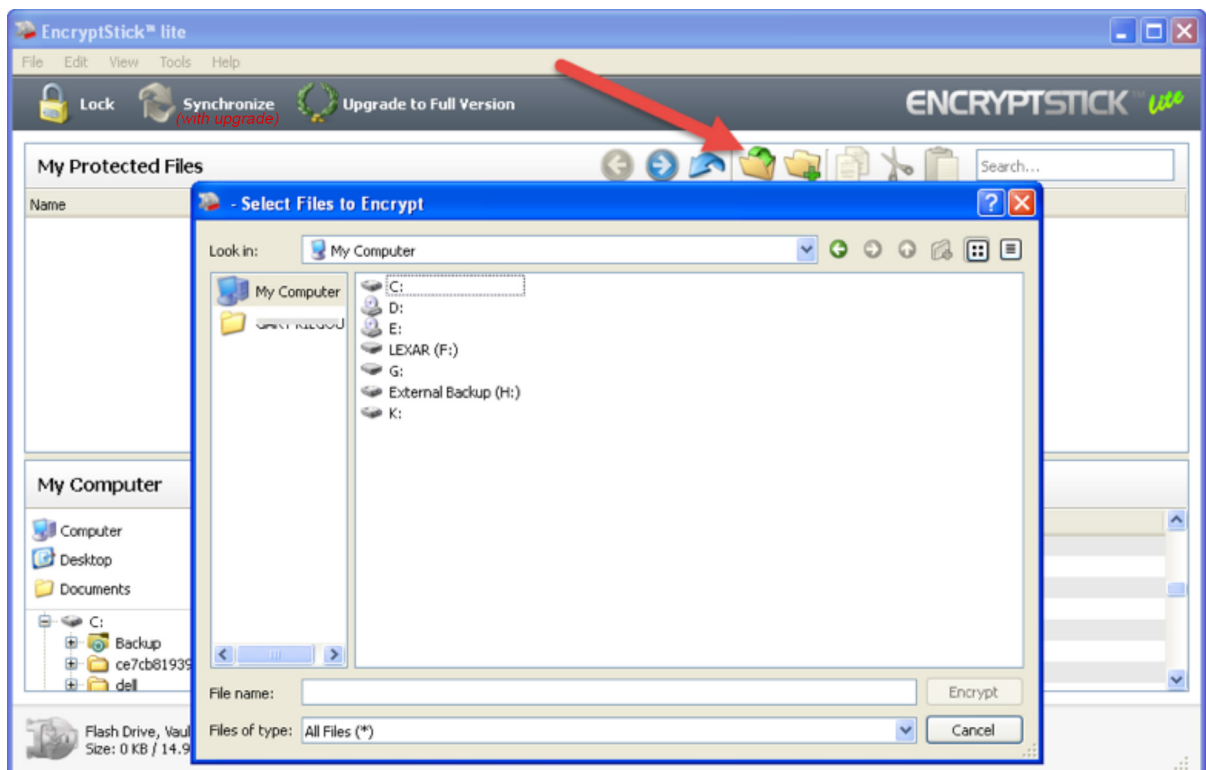 EncryptStick™ lite
File Edit View Tools Help
Lock Synchronize Upgrade to Full Version
(with upgrade)
ENCRYPTSTICK™ lite
My Protected Files
Search...
Name
- Select Files to Encrypt
Look in: My Computer
My Computer
C:
D:
E:
LEXAR (F:)
G:
External Backup (H:)
K:
My Computer
Computer
Desktop
Documents
C:
Backup
ce7cb81939
dell
File name: Encrypt
Files of type: All Files (*) Cancel
Flash Drive, Vaul
Size: 0 KB / 14.9